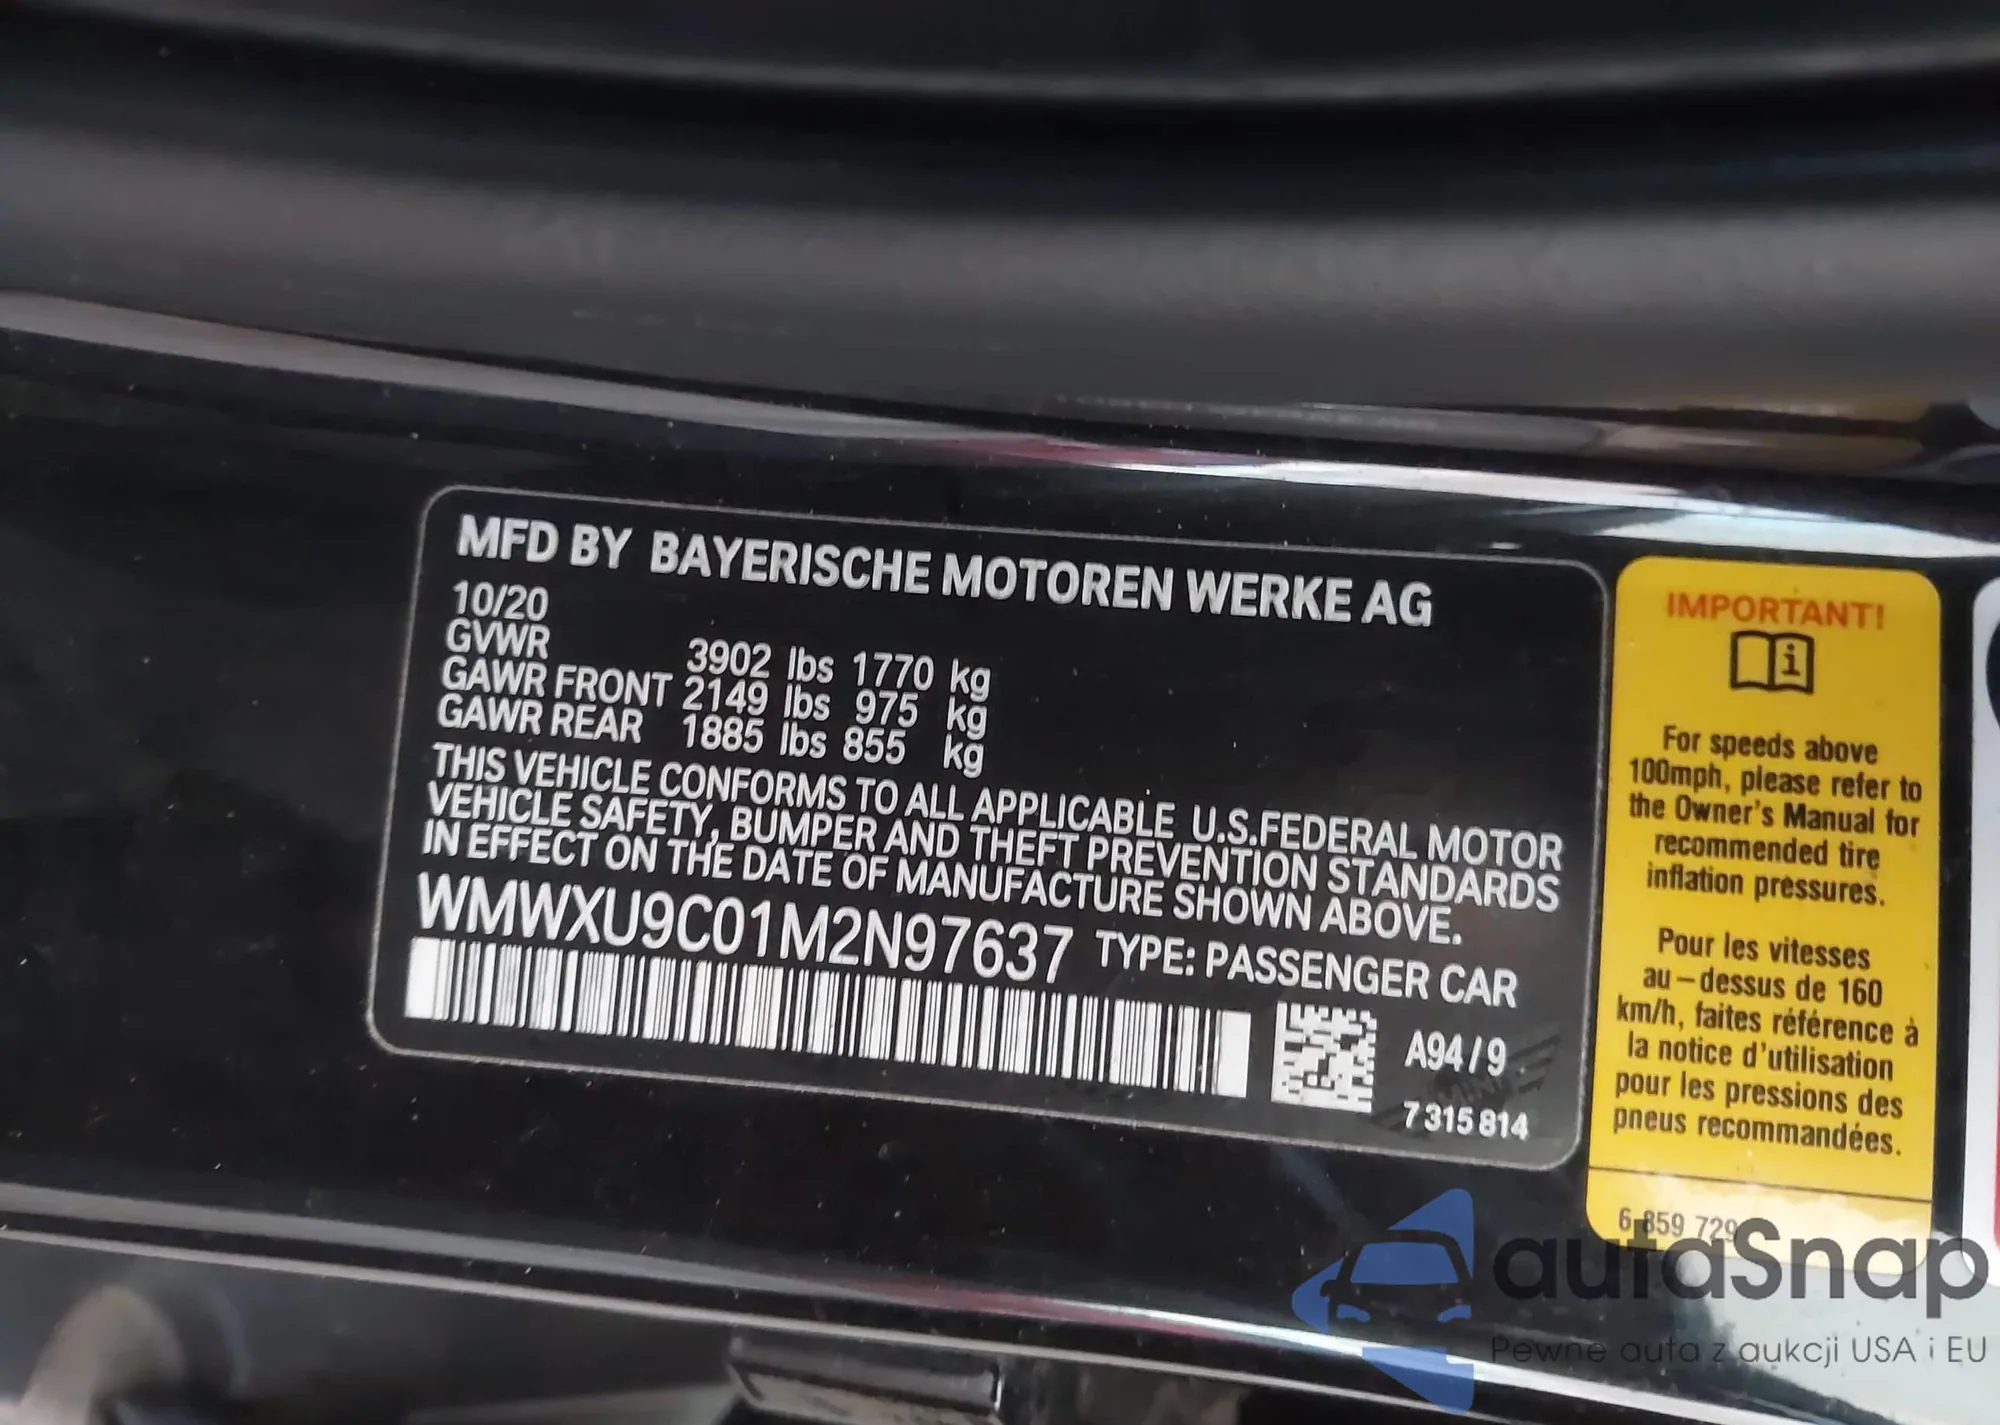 MFD BY BAYERISCHE MOTOREN WERKE AG
10/20
GVWR 3902 lbs 1770 kg
GAWR FRONT 2149 lbs 975 kg
GAWR REAR 1885 lbs 855 kg
THIS VEHICLE CONFORMS TO ALL APPLICABLE U.S.FEDERAL MOTOR
VEHICLE SAFETY, BUMPER AND THEFT PREVENTION STANDARDS
IN EFFECT ON THE DATE OF MANUFACTURE SHOWN ABOVE.
WMWXU9C01M2N97637 TYPE: PASSENGER CAR
A94/9
MINI
7 315 814
IMPORTANT!
i
For speeds above
100mph, please refer to
the Owner's Manual for
recommended tire
inflation pressures.
Pour les vitesses
au-dessus de 160
km/h, faites référence à
la notice d'utilisation
pour les pressions des
pneus recommandées.
6 859 729
autaSnap
Pewne auta z aukcji USA i EU